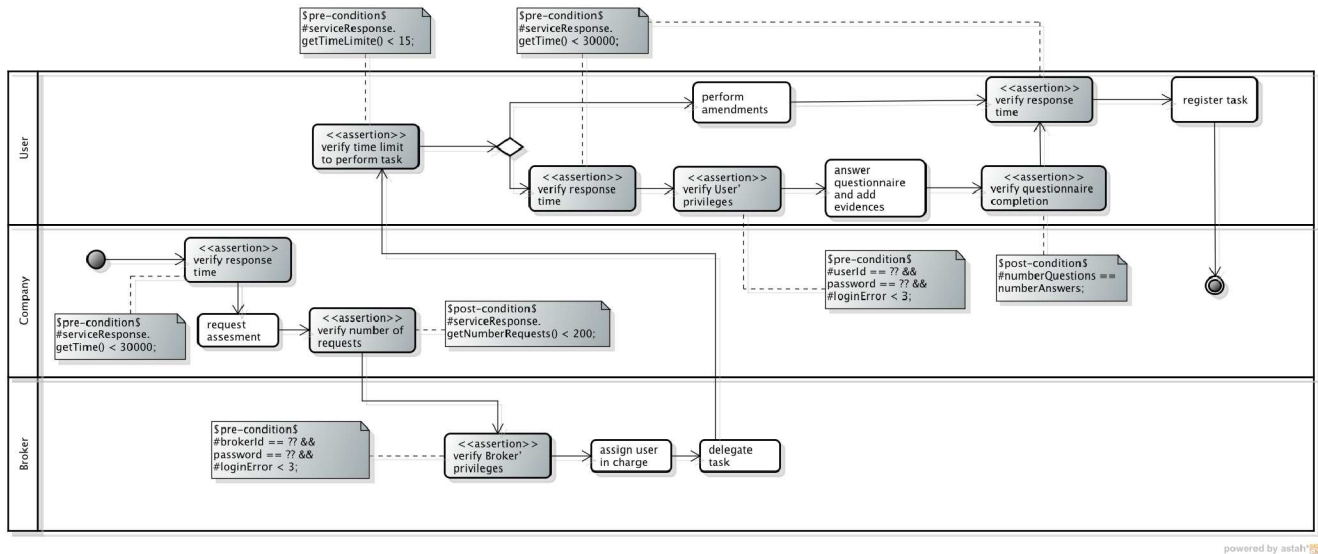 $pre-condition$
#serviceResponse.
getTimeLimite() < 15;
$pre-condition$
#serviceResponse.
getTime() < 30000;
User
<<assertion>>
verify time limit
to perform task
perform
amendments
<<assertion>>
verify response
time
register task
<<assertion>>
verify response
time
<<assertion>>
verify User'
privileges
answer
questionnaire
and add
evidences
<<assertion>>
verify questionnaire
completion
Company
<<assertion>>
verify response
time
$pre-condition$
#serviceResponse.
getTime() < 30000;
request
assesment
<<assertion>>
verify number of
requests
$post-condition$
#serviceResponse.
getNumberRequests() < 200;
$pre-condition$
#userId == ?? &&
password == ?? &&
#loginError < 3;
$post-condition$
#numberQuestions ==
numberAnswers;
Broker
$pre-condition$
#brokerId == ?? &&
password == ?? &&
#loginError < 3;
<<assertion>>
verify Broker'
privileges
assign user
in charge
delegate
task
powered by astah*